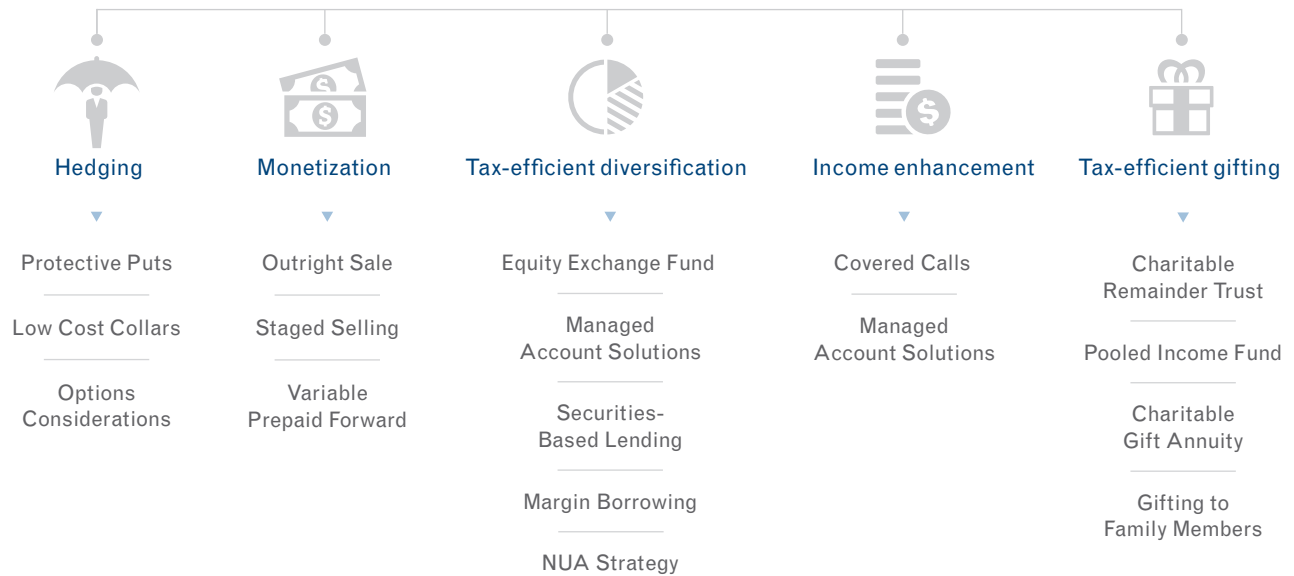 Hedging
Protective Puts
Low Cost Collars
Options
Considerations
Monetization
Outright Sale
Staged Selling
Variable
Prepaid Forward
Tax-efficient diversification
Equity Exchange Fund
Managed
Account Solutions
Securities-
Based Lending
Margin Borrowing
NUA Strategy
$
Income enhancement
Covered Calls
Managed
Account Solutions
Tax-efficient gifting
Charitable
Remainder Trust
Pooled Income Fund
Charitable
Gift Annuity
Gifting to
Family Members